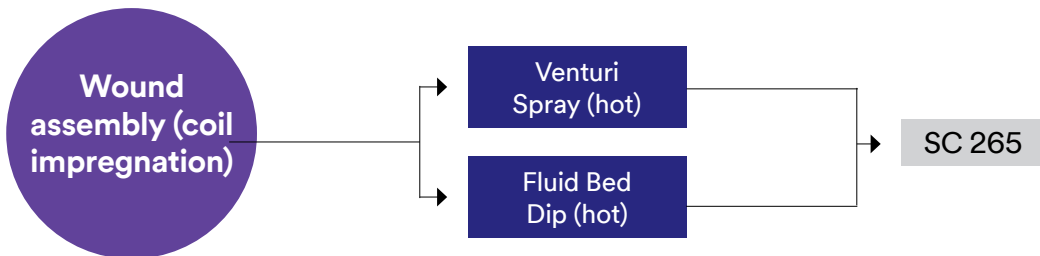 Wound
assembly (coil
impregnation)
Venturi
Spray (hot)
Fluid Bed
Dip (hot)
SC 265